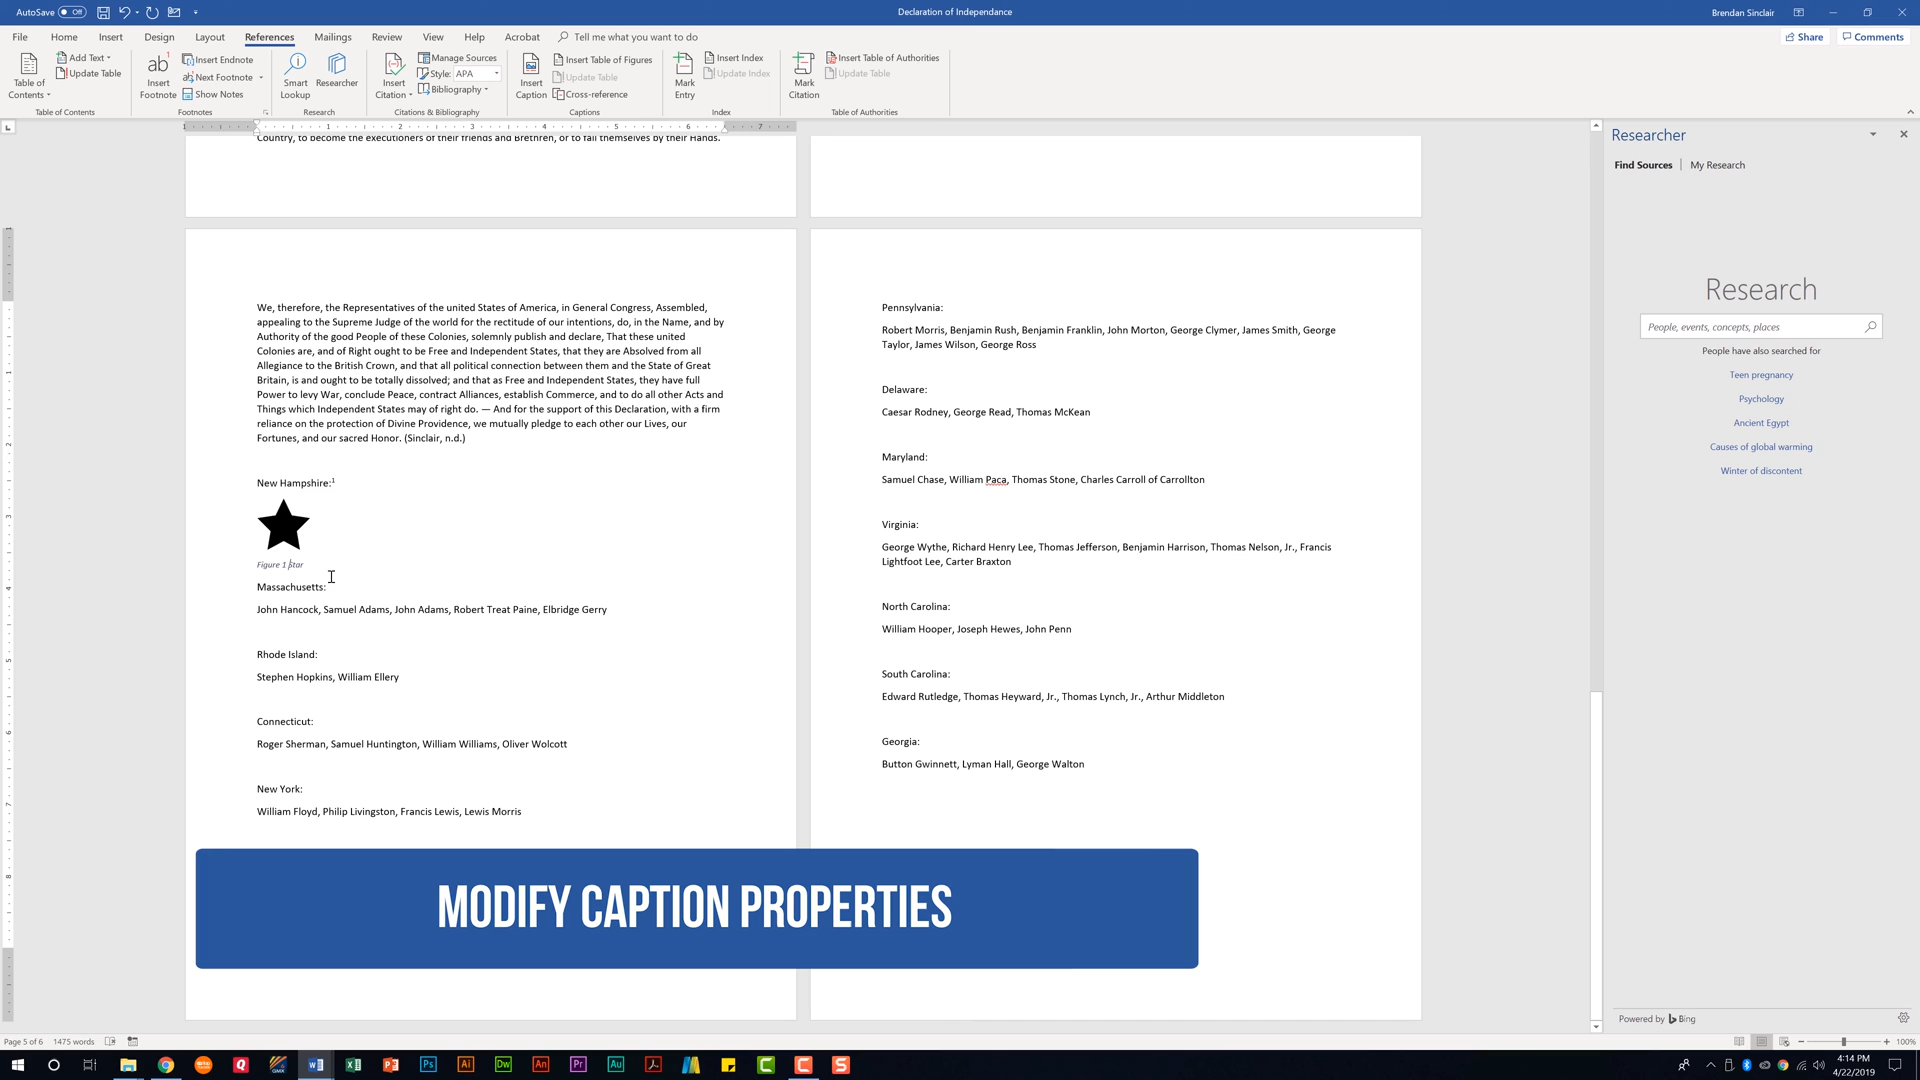 AutoSave Off
Declaration of Independance
Brendan Sinclair
File Home Insert Design Layout References Mailings Review View Help Acrobat Tell me what you want to do
Share Comments
Table of Contents
Add Text
Update Table
Table of Contents
ab
Insert Footnote
Insert Endnote
Next Footnote
Show Notes
Footnotes
Smart Lookup
Researcher
Research
Insert Citation
Manage Sources
Style: APA
Bibliography
Citations & Bibliography
Insert Caption
Insert Table of Figures
Update Table
Cross-reference
Captions
Mark Entry
Insert Index
Update Index
Index
Mark Citation
Insert Table of Authorities
Update Table
Table of Authorities
Country, to become the executioners of their friends and Brethren, or to fall themselves by their Hands.
We, therefore, the Representatives of the united States of America, in General Congress, Assembled,
appealing to the Supreme Judge of the world for the rectitude of our intentions, do, in the Name, and by
Authority of the good People of these Colonies, solemnly publish and declare, That these united
Colonies are, and of Right ought to be Free and Independent States, that they are Absolved from all
Allegiance to the British Crown, and that all political connection between them and the State of Great
Britain, is and ought to be totally dissolved; and that as Free and Independent States, they have full
Power to levy War, conclude Peace, contract Alliances, establish Commerce, and to do all other Acts and
Things which Independent States may of right do. — And for the support of this Declaration, with a firm
reliance on the protection of Divine Providence, we mutually pledge to each other our Lives, our
Fortunes, and our sacred Honor. (Sinclair, n.d.)
New Hampshire:1
Figure 1 Star
Massachusetts:
John Hancock, Samuel Adams, John Adams, Robert Treat Paine, Elbridge Gerry
Rhode Island:
Stephen Hopkins, William Ellery
Connecticut:
Roger Sherman, Samuel Huntington, William Williams, Oliver Wolcott
New York:
William Floyd, Philip Livingston, Francis Lewis, Lewis Morris
Pennsylvania:
Robert Morris, Benjamin Rush, Benjamin Franklin, John Morton, George Clymer, James Smith, George
Taylor, James Wilson, George Ross
Delaware:
Caesar Rodney, George Read, Thomas McKean
Maryland:
Samuel Chase, William Paca, Thomas Stone, Charles Carroll of Carrollton
Virginia:
George Wythe, Richard Henry Lee, Thomas Jefferson, Benjamin Harrison, Thomas Nelson, Jr., Francis
Lightfoot Lee, Carter Braxton
North Carolina:
William Hooper, Joseph Hewes, John Penn
South Carolina:
Edward Rutledge, Thomas Heyward, Jr., Thomas Lynch, Jr., Arthur Middleton
Georgia:
Button Gwinnett, Lyman Hall, George Walton
MODIFY CAPTION PROPERTIES
Researcher
Find Sources | My Research
Research
People, events, concepts, places
People have also searched for
Teen pregnancy
Psychology
Ancient Egypt
Causes of global warming
Winter of discontent
Powered by Bing
Page 5 of 6 1475 words
100%
4:14 PM
4/22/2019